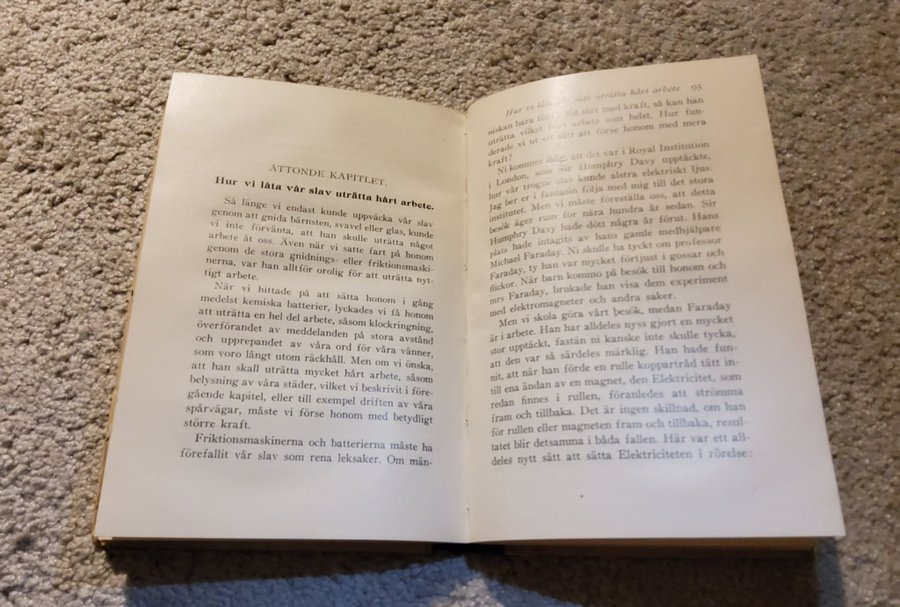 ÅTTONDE KAPITLET.
Hur vi låta vår slav uträtta hårt arbete.
Så länge vi endast kunde uppväcka vår slav
genom att gnida bärnsten, svavel eller glas, kunde
vi inte förvänta, att han skulle uträtta något
arbete åt oss. Även när vi satte fart på honom
genom de stora gnidnings- eller friktionsmaski-
nerna, var han alltför orolig för att uträtta nyt-
tigt arbete.
När vi hittade på att sätta honom i gång
medelst kemiska batterier, lyckades vi få honom
att uträtta en hel del arbete, såsom klockringning,
överförandet av meddelanden på stora avstånd
och upprepandet av våra ord för våra vänner,
som voro långt utom räckhåll. Men om vi önska,
att han skall uträtta mycket hårt arbete, såsom
belysning av våra städer, vilket vi beskrivit i före-
gående kapitel, eller till exempel driften av våra
spårvägar, måste vi förse honom med betydligt
större kraft.
Friktionsmaskinerna och batterierna måste ha
förefallit vår slav som rena leksaker. Om män-
Hur vi låta vår slav uträtta hårt arbete 95
niskan bara förser sin slav med kraft, så kan han
uträtta vilket hårt arbete som helst. Hur fun-
derade vi ut ett sätt att förse honom med mera
kraft?
Ni kommer ihåg, att det var i Royal Institution
i London, som Sir Humphry Davy upptäckte,
hur vår trogne slav kunde alstra elektriskt ljus.
Jag ber er i fantasin följa med mig till det stora
institutet. Men vi måste föreställa oss, att detta
besök äger rum för nära hundra år sedan. Sir
Humphry Davy hade dött några år förut. Hans
plats hade intagits av hans gamle medhjälpare
Michael Faraday. Ni skulle ha tyckt om professor
Faraday, ty han var mycket förtjust i gossar och
flickor. När barn kommo på besök till honom och
mrs Faraday, brukade han visa dem experiment
med elektromagneter och andra saker.
Men vi skola göra vårt besök, medan Faraday
är i arbete. Han har alldeles nyss gjort en mycket
stor upptäckt, fastän ni kanske inte skulle tycka,
att den var så särdeles märklig. Han hade fun-
nit, att när han förde en rulle koppartråd tätt in-
till ena ändan av en magnet, den Elektricitet, som
redan finnes i rullen, föranledes att strömma
fram och tillbaka. Det är ingen skillnad, om han
för rullen eller magneten fram och tillbaka, resul-
tatet blir detsamma i båda fallen. Här var ett all-
deles nytt sätt att sätta Elektriciteten i rörelse: